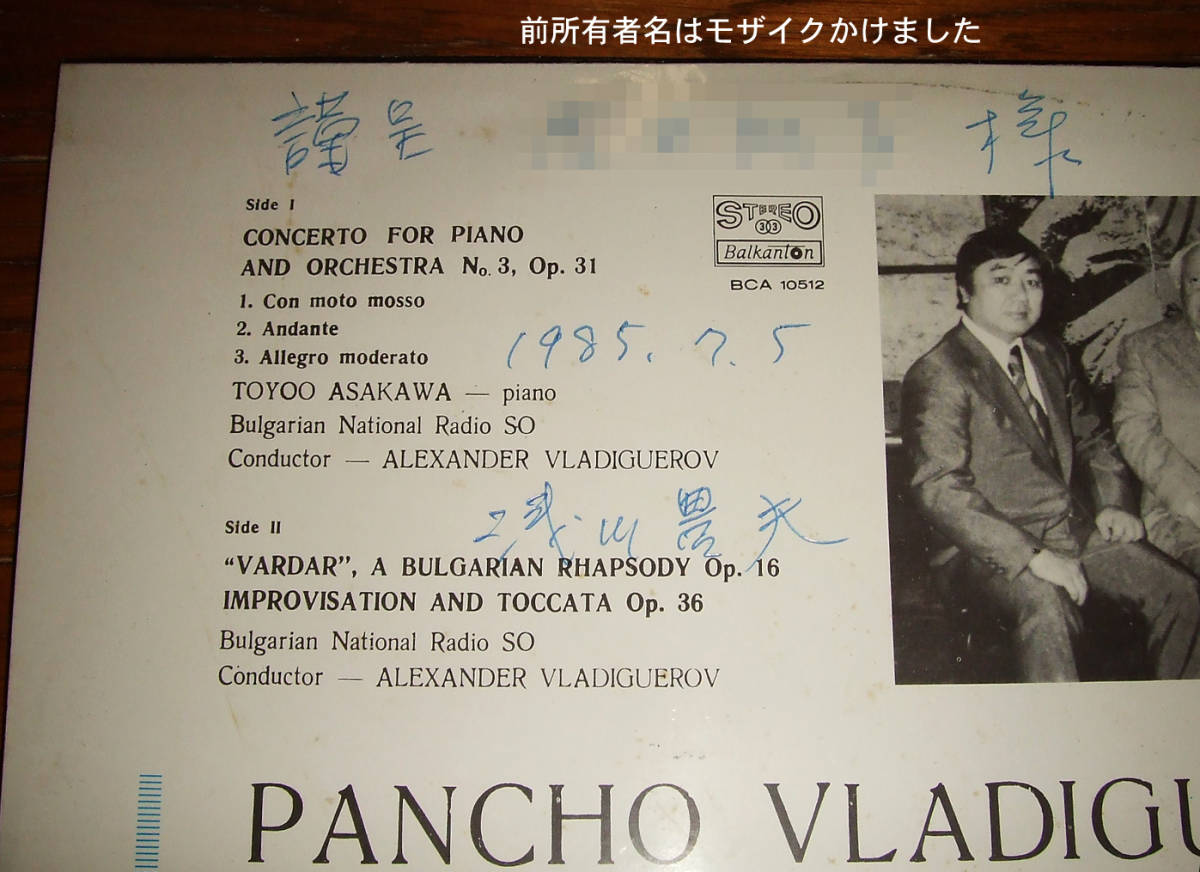 前所有者名はモザイクかけました
謹呈 様
Side I
CONCERTO FOR PIANO
AND ORCHESTRA No. 3, Op. 31
1. Con moto mosso
2. Andante
3. Allegro moderato
TOYOO ASAKAWA — piano
Bulgarian National Radio SO
Conductor — ALEXANDER VLADIGUEROV
STEREO
303
Balkanton
BCA 10512
1985. 7. 5
浅川豊夫
Side II
“VARDAR”, A BULGARIAN RHAPSODY Op. 16
IMPROVISATION AND TOCCATA Op. 36
Bulgarian National Radio SO
Conductor — ALEXANDER VLADIGUEROV
PANCHO VLADIGU